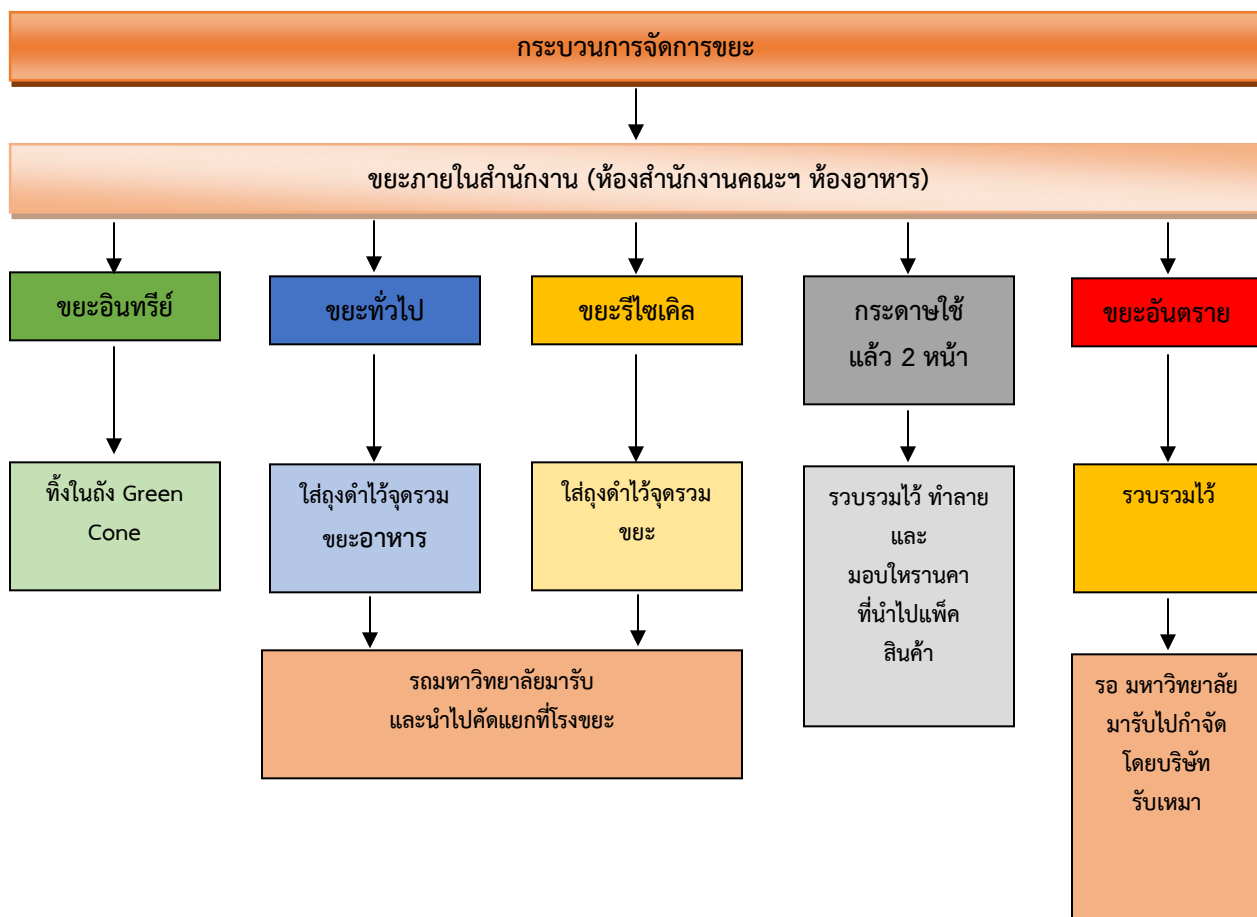 กระบวนการจัดการขยะ
ขยะภายในสำนักงาน (ห้องสำนักงานคณะฯ ห้องอาหาร)
ขยะอินทรีย์
ขยะทั่วไป
ขยะรีไซเคิล
กระดาษใช้
แล้ว 2 หน้า
ขยะอันตราย
ทิ้งในถัง Green
Cone
ใส่ถุงดำไว้จุดรวม
ขยะอาหาร
ใส่ถุงดำไว้จุดรวม
ขยะ
รวบรวมไว้ ทำลาย
และ
มอบใหรานคา
ที่นำไปแพ็ค
สินค้า
รวบรวมไว้
รถมหาวิทยาลัยมารับ
และนำไปคัดแยกที่โรงขยะ
รอ มหาวิทยาลัย
มารับไปกำจัด
โดยบริษัท
รับเหมา